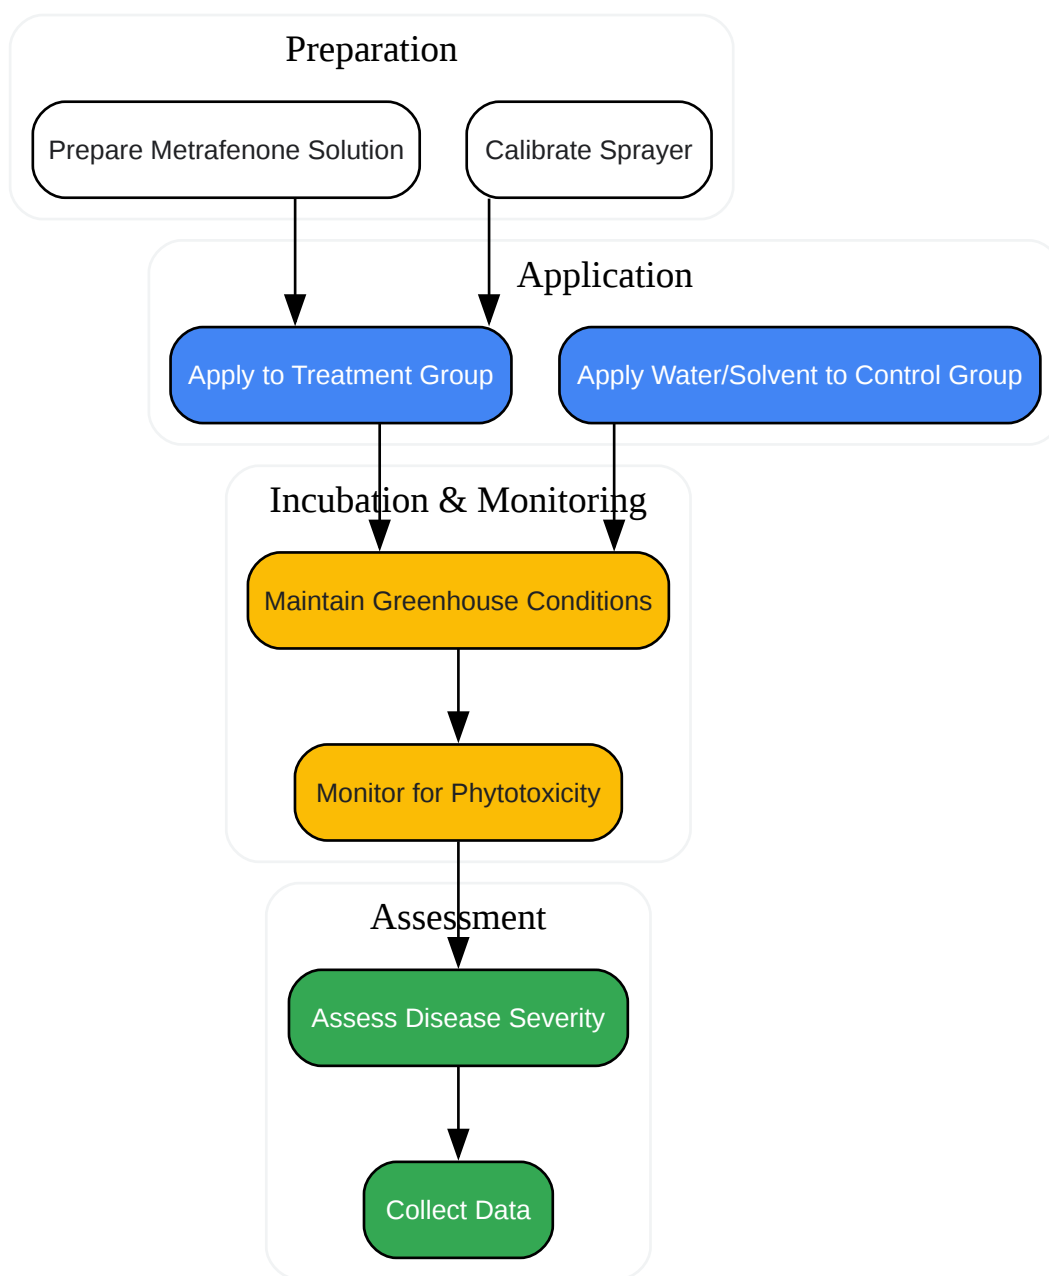 Preparation
Prepare Metrafenone Solution
Calibrate Sprayer
Application
Apply to Treatment Group
Apply Water/Solvent to Control Group
Incubation & Monitoring
Maintain Greenhouse Conditions
Monitor for Phytotoxicity
Assessment
Assess Disease Severity
Collect Data